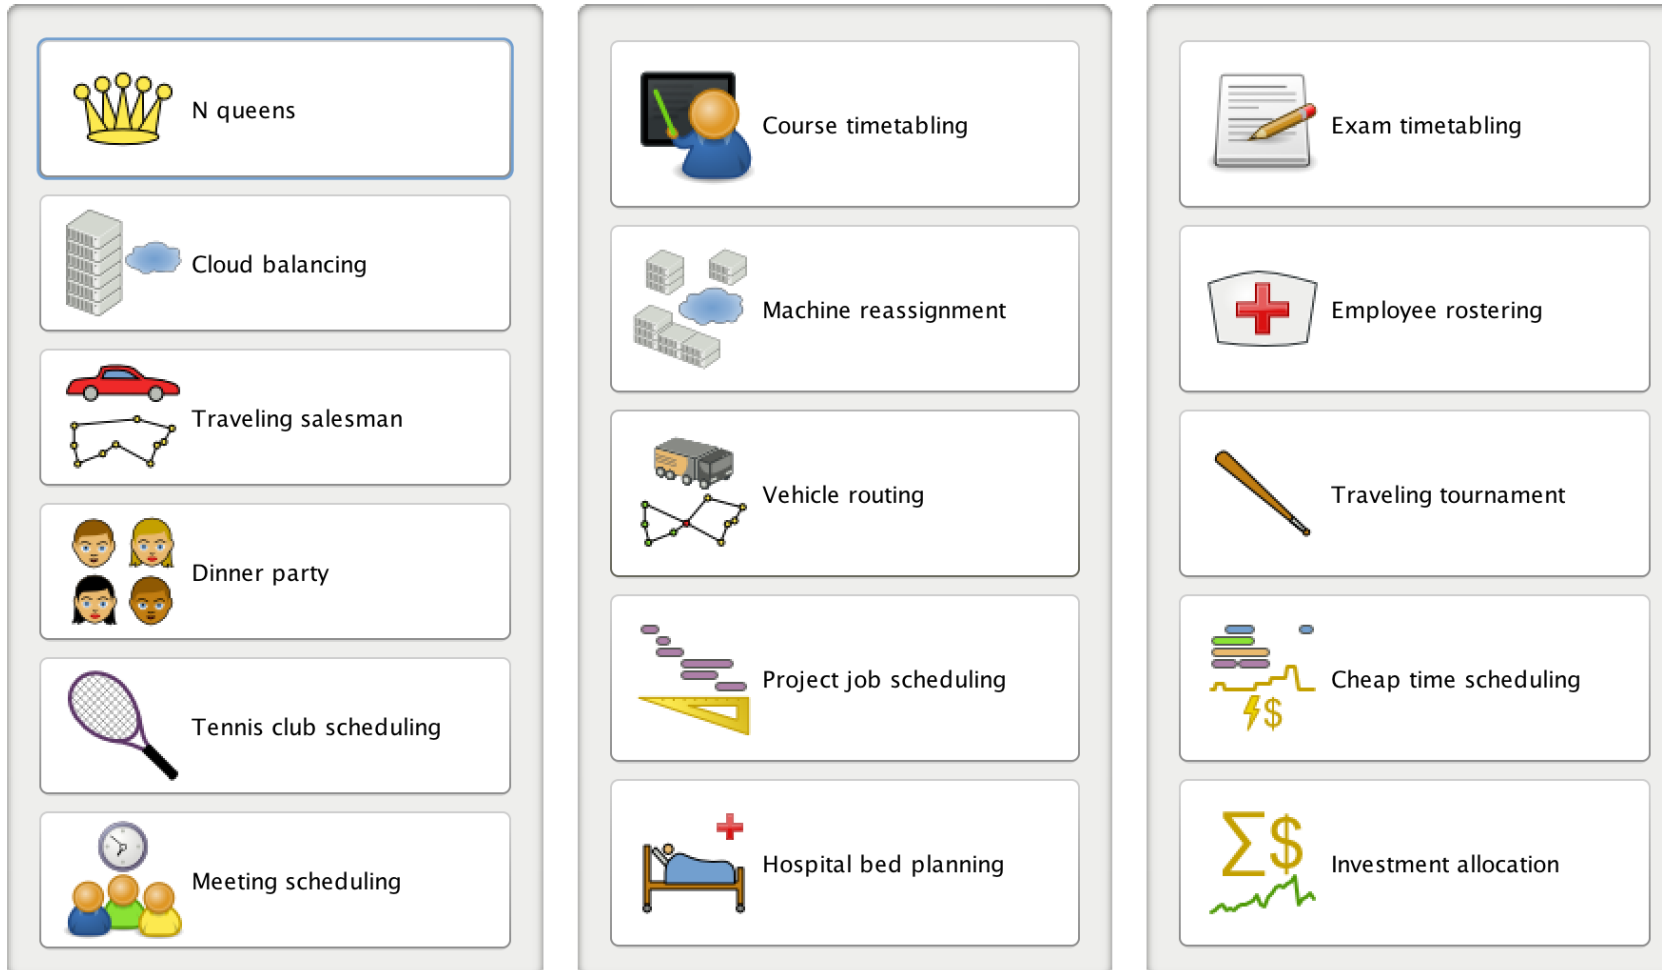 N queens
Cloud balancing
Traveling salesman
Dinner party
Tennis club scheduling
Meeting scheduling
Course timetabling
Machine reassignment
Vehicle routing
Project job scheduling
Hospital bed planning
Exam timetabling
Employee rostering
Traveling tournament
Cheap time scheduling
$
Σ$
Investment allocation